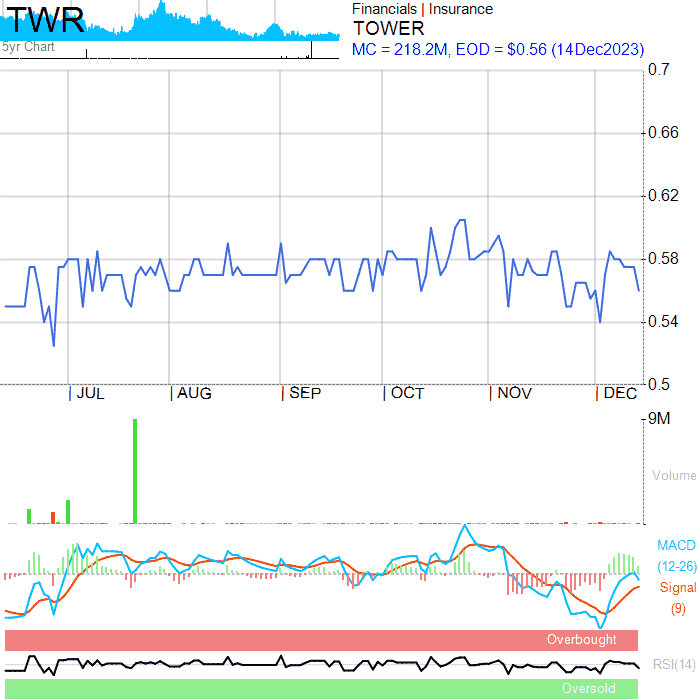 TWR
5yr Chart
Financials | Insurance
TOWER
MC = 218.2M, EOD = $0.56 (14Dec2023)
0.7
0.66
0.62
0.58
0.54
0.5
JUL AUG SEP OCT NOV DEC
9M
Volume
MACD
(12-26)
Signal
(9)
Overbought
RSI(14)
Oversold